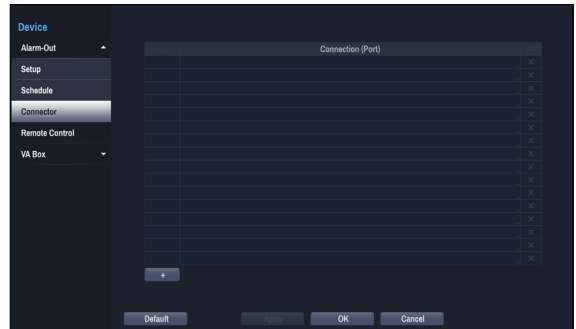 Device
Alarm-Out
Connection (Port)
Setup
Schedule
Connector
Remote Control
VA Box
+
Default
Apply
OK
Cancel